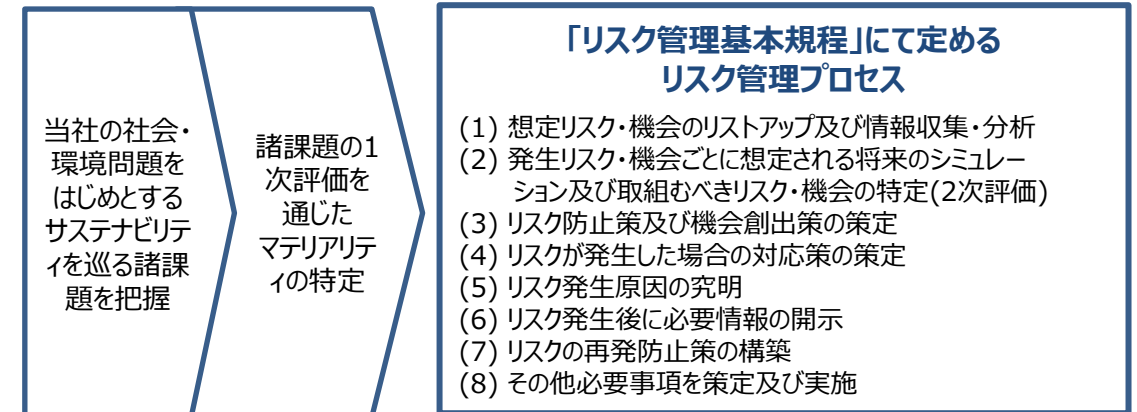 当社の社会・
環境問題を
はじめとする
サステナビリテ
ィを巡る諸課
題を把握
諸課題の1
次評価を
通じた
マテリアリテ
ィの特定
「リスク管理基本規程」にて定める
リスク管理プロセス
(1) 想定リスク・機会のリストアップ及び情報収集・分析
(2) 発生リスク・機会ごとに想定される将来のシミュレー
ション及び取組むべきリスク・機会の特定(2次評価)
(3) リスク防止策及び機会創出策の策定
(4) リスクが発生した場合の対応策の策定
(5) リスク発生原因の究明
(6) リスク発生後に必要情報の開示
(7) リスクの再発防止策の構築
(8) その他必要事項を策定及び実施